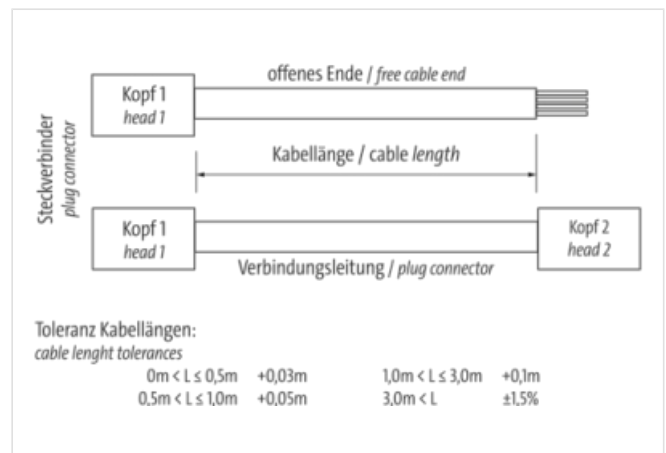 offenes Ende / free cable end
Kopf 1
head 1
Steckverbinder
plug connector
Kabellänge / cable length
Kopf 1
head 1
Kopf 2
head 2
Verbindungsleitung / plug connector
Toleranz Kabellängen:
cable lenght tolerances
0m < L ≤ 0,5m +0,03m 1,0m < L ≤ 3,0m +0,1m
0,5m < L ≤ 1,0m +0,05m 3,0m < L ±1,5%